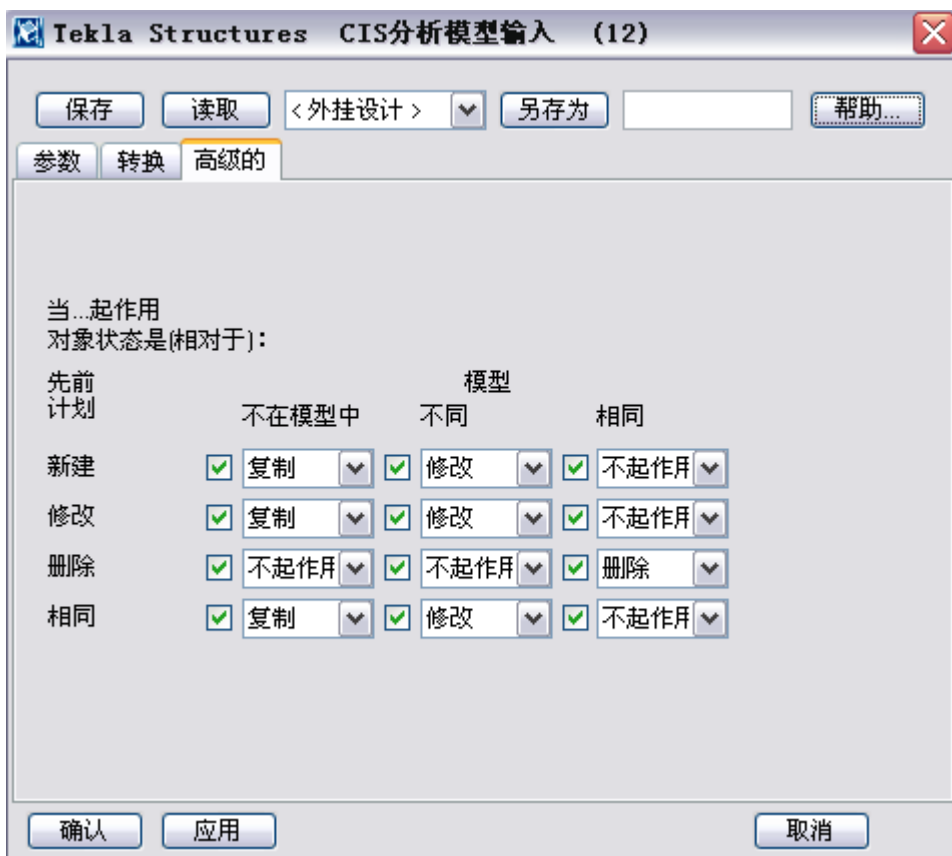 Tekla Structures CIS分析模型输入 (12)
保存 读取 <外挂设计> 另存为 帮助...
参数 转换 高级的
当...起作用
对象状态是(相对于):
先前 模型
计划 不在模型中 不同 相同
新建 复制 修改 不起作用
修改 复制 修改 不起作用
删除 不起作用 不起作用 删除
相同 复制 修改 不起作用
确认 应用 取消